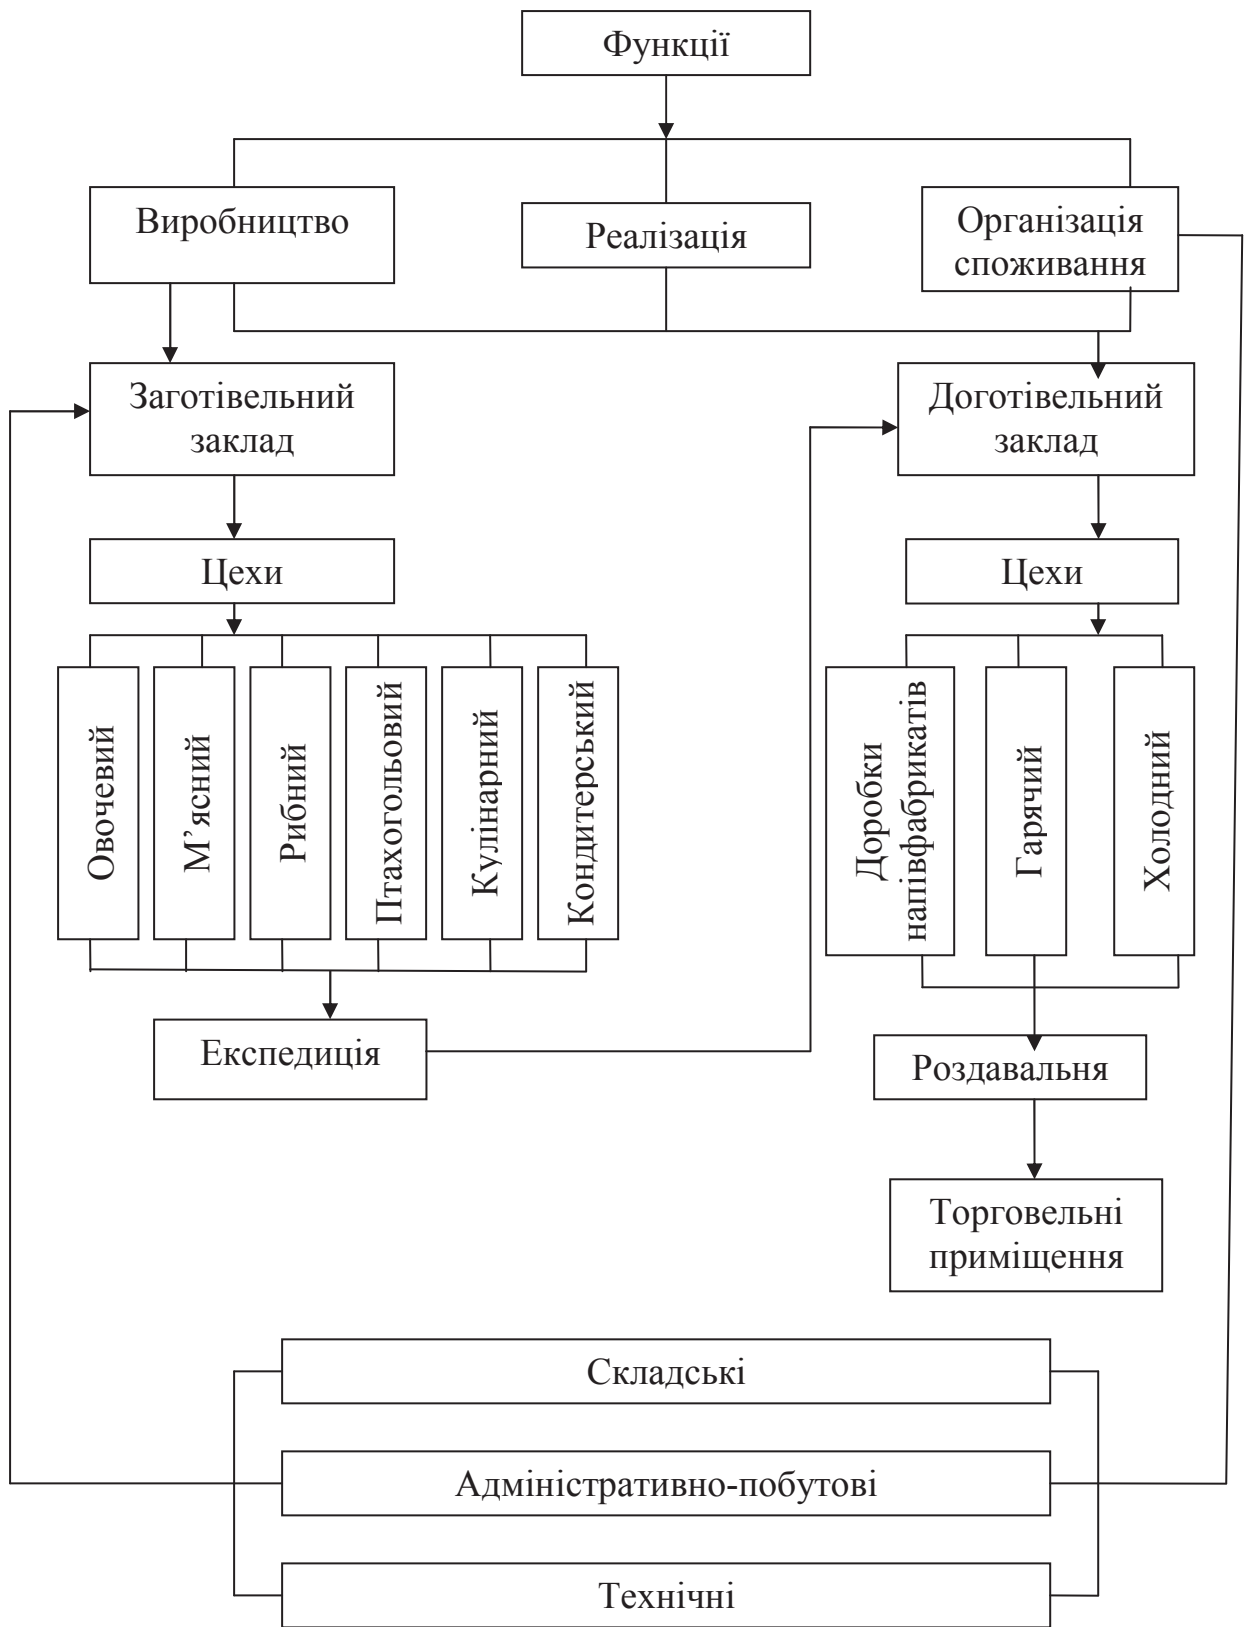 Функції
Виробництво
Реалізація
Організація
споживання
Заготівельний
заклад
Доготівельний
заклад
Цехи
Цехи
Овочевий
М’ясний
Рибний
Птахогольовий
Кулінарний
Кондитерський
Доробки
напівфабрикатів
Гарячий
Холодний
Експедиція
Роздавальня
Торговельні
приміщення
Складські
Адміністративно-побутові
Технічні